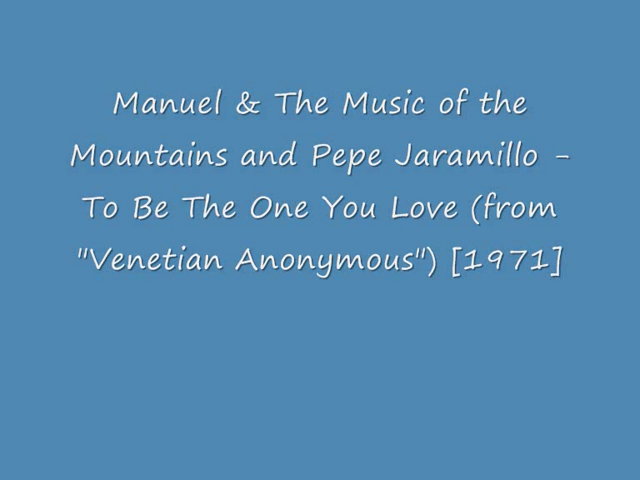 Manuel & The Music of the
Mountains and Pepe Jaramillo -
To Be The One You Love (from
"Venetian Anonymous") [1971]